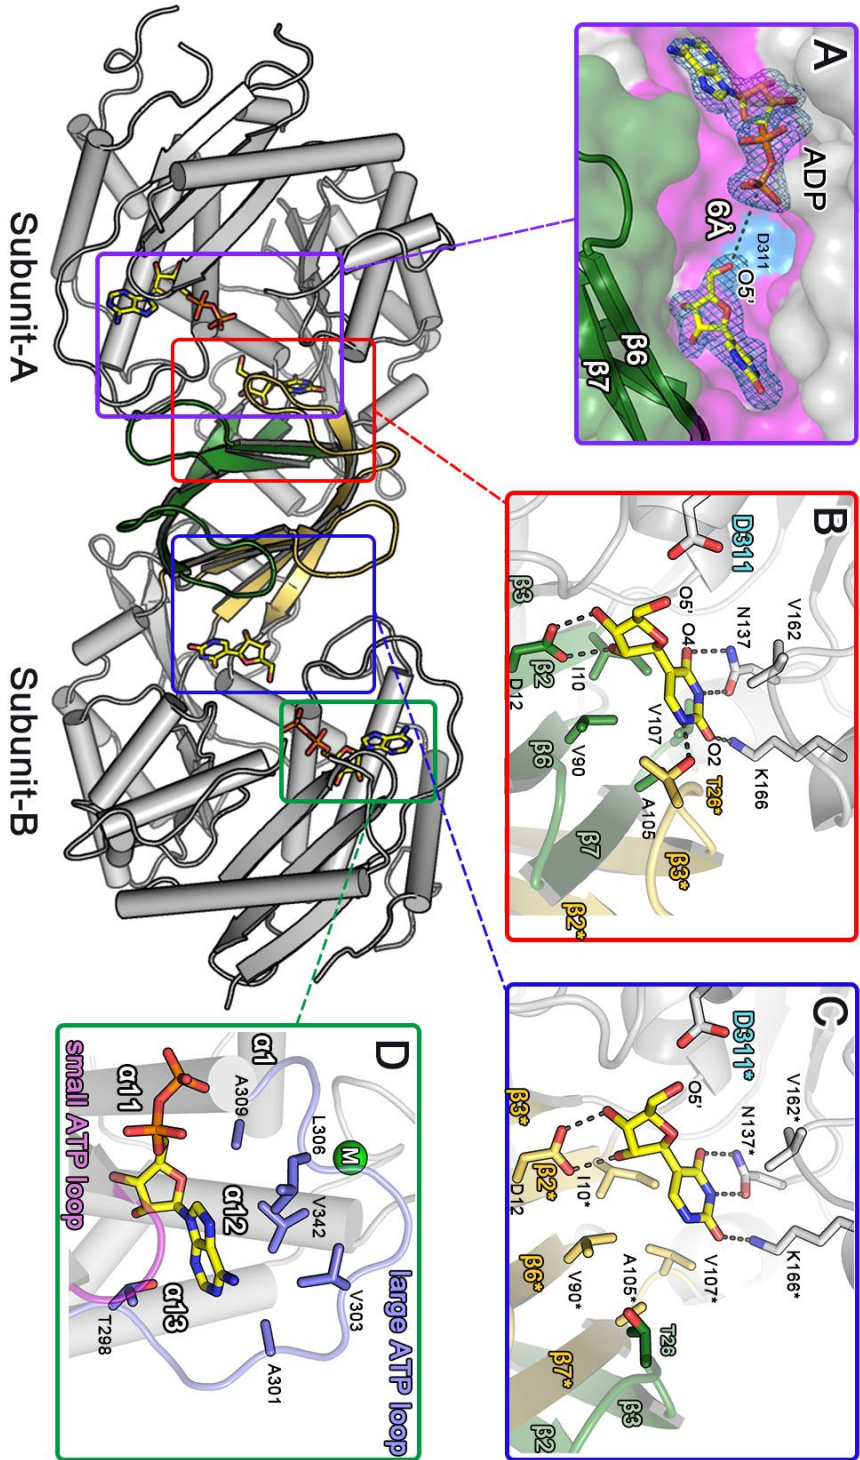 A
ADP
6Å
D311
O5'
β6
β7
B
D311
V162
N137
O5'
O4
K166
O2
β3
D12
β2
I10
V107
V90
β6
T26*
A105
β7
β3*
β2*
C
D311*
V162*
N137*
O5'
K166*
β3*
D12
β2*
I10*
V107*
A105*
V90*
β6*
T26
β7*
β3
β2
Subunit-A
Subunit-B
D
α1
large ATP loop
A309
L306
M
α11
α12
V342
V303
small ATP loop
α13
T298
A301